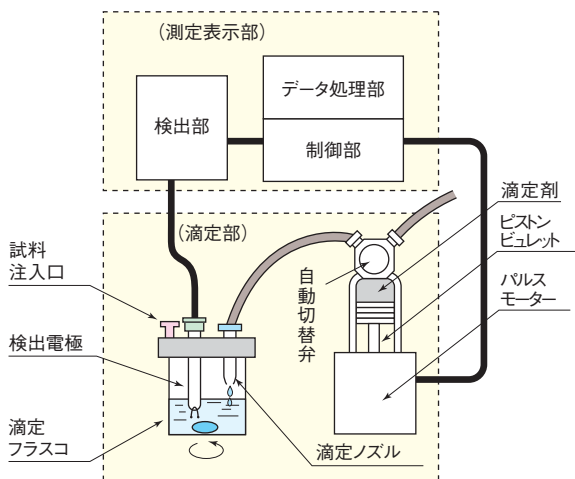 （測定表示部）
データ処理部
検出部
制御部
（滴定部）
滴定剤
ピストン
ビュレット
パルス
モーター
自動切替弁
試料
注入口
検出電極
滴定
フラスコ
滴定ノズル